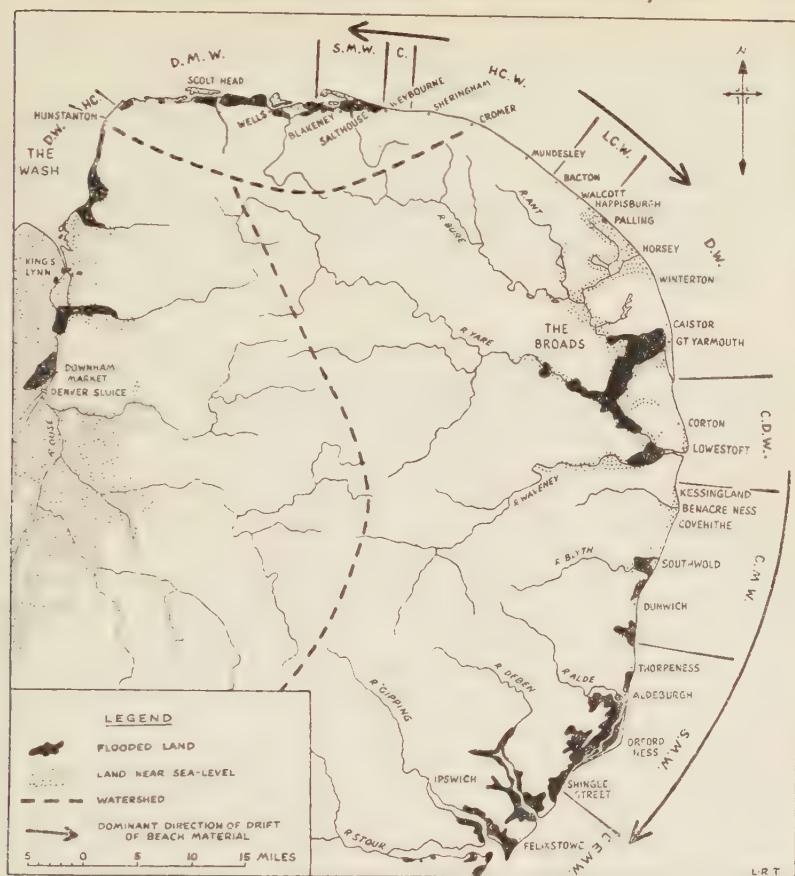 D.M.W.
S.M.W.
C.
H.C.W.
SCOLT HEAD
HUNSTANTON
H.C.
D.W.
WELLS
BLAKENEY
SALTHOUSE
WEYBOURNE
SHERINGHAM
CROMER
N
THE
WASH
MUNDESLEY
L.C.W.
BACTON
WALCOTT
HAPPISBURGH
PALLING
R. ANT
R. BURE
HORSEY
D.W.
WINTERTON
KINGS
LYNN
R. YARE
THE
BROADS
CAISTOR
GT YARMOUTH
DOWNHAM
MARKET
DENVER SLUICE
R. OUSE
CORTON
LOWESTOFT
C.D.W.
R. WAVENEY
KESSINGLAND
BENACRE NESS
COVEHITHE
R. BLYTH
SOUTHWOLD
C.M.W.
DUNWICH
THORPENESS
R. ALDE
ALDEBURGH
R. DEBEN
R. GIPPING
ORFORD
NESS
S.M.W.
IPSWICH
SHINGLE
STREET
R. STOUR
FELIXSTOWE
LEGEND
FLOODED LAND
LAND NEAR SEA-LEVEL
WATERSHED
DOMINANT DIRECTION OF DRIFT
OF BEACH MATERIAL
5 0 5 10 15 MILES
L.R.T.